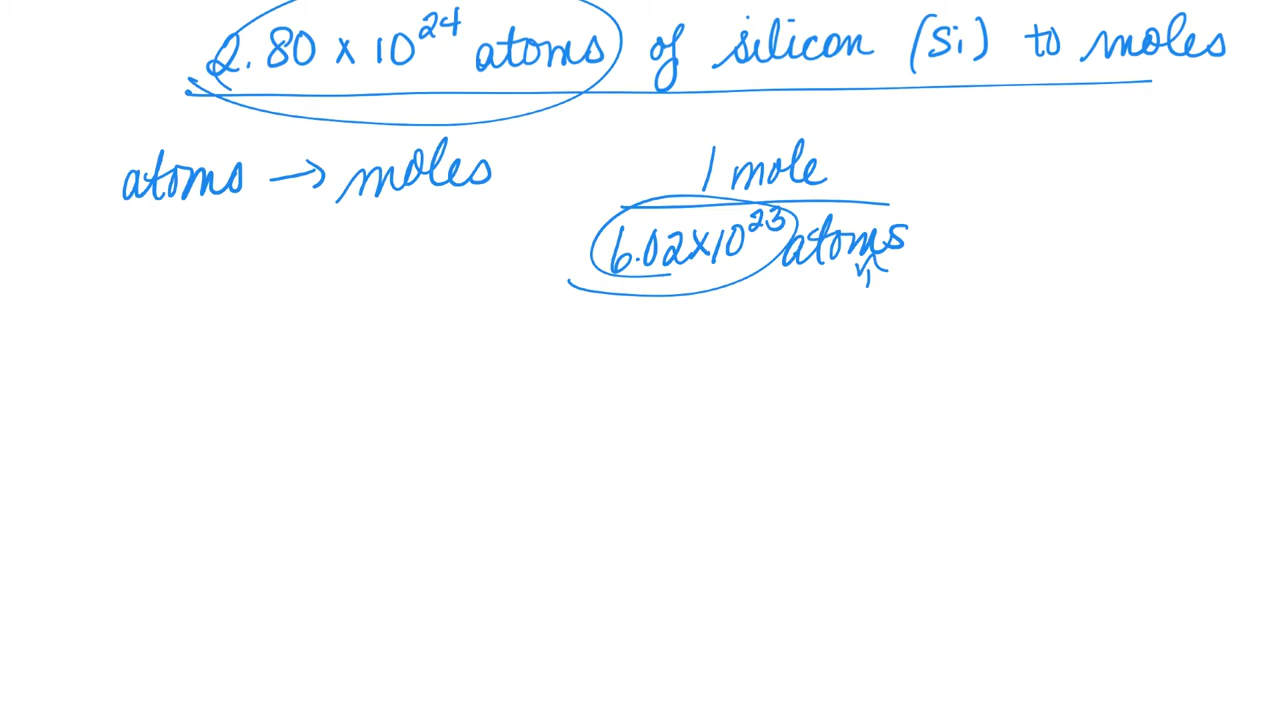 2.80 x 10^24 atoms of silicon (Si) to moles
atoms → moles
1 mole
6.02x10^23 atoms